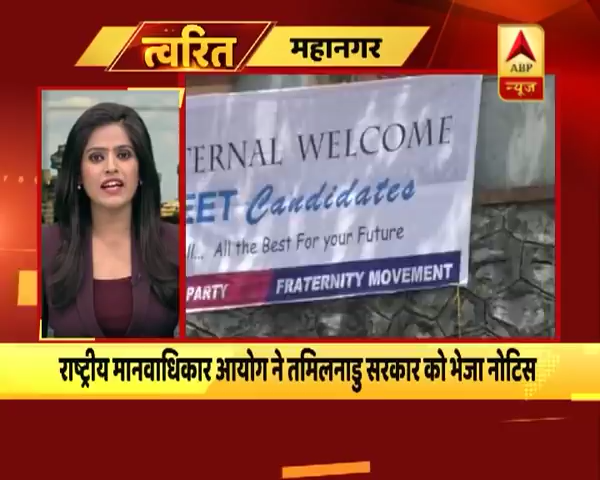 त्वरित
महानगर
ABP
न्यूज़
TERNAL WELCOME
EET Candidates
All the Best For your Future
PARTY
FRATERNITY MOVEMENT
राष्ट्रीय मानवाधिकार आयोग ने तमिलनाडु सरकार को भेजा नोटिस